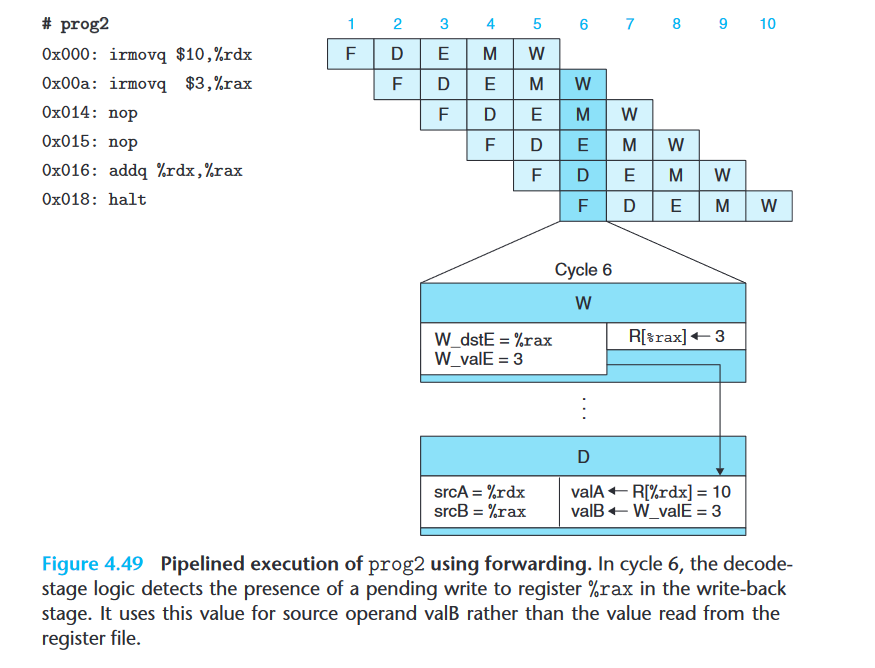 # prog2
1 2 3 4 5 6 7 8 9 10
0x000: irmovq $10,%rdx F D E M W
0x00a: irmovq $3,%rax F D E M W
0x014: nop F D E M W
0x015: nop F D E M W
0x016: addq %rdx,%rax F D E M W
0x018: halt F D E M W
Cycle 6
W
W_dstE = %rax R[%rax] ← 3
W_valE = 3
⋮
D
srcA = %rdx valA ← R[%rdx] = 10
srcB = %rax valB ← W_valE = 3
Figure 4.49 Pipelined execution of prog2 using forwarding. In cycle 6, the decode-
stage logic detects the presence of a pending write to register %rax in the write-back
stage. It uses this value for source operand valB rather than the value read from the
register file.